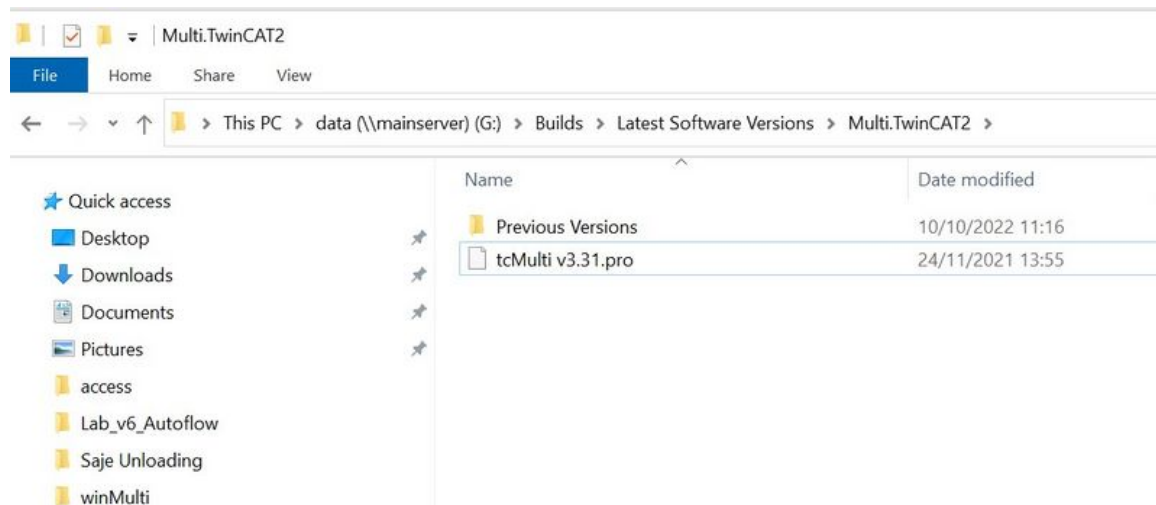 Multi.TwinCAT2
File Home Share View
This PC > data (\\mainserver) (G:) > Builds > Latest Software Versions > Multi.TwinCAT2 >
Name Date modified
Quick access
Desktop
Downloads
Documents
Pictures
access
Lab_v6_Autoflow
Saje Unloading
winMulti
Previous Versions 10/10/2022 11:16
tcMulti v3.31.pro 24/11/2021 13:55